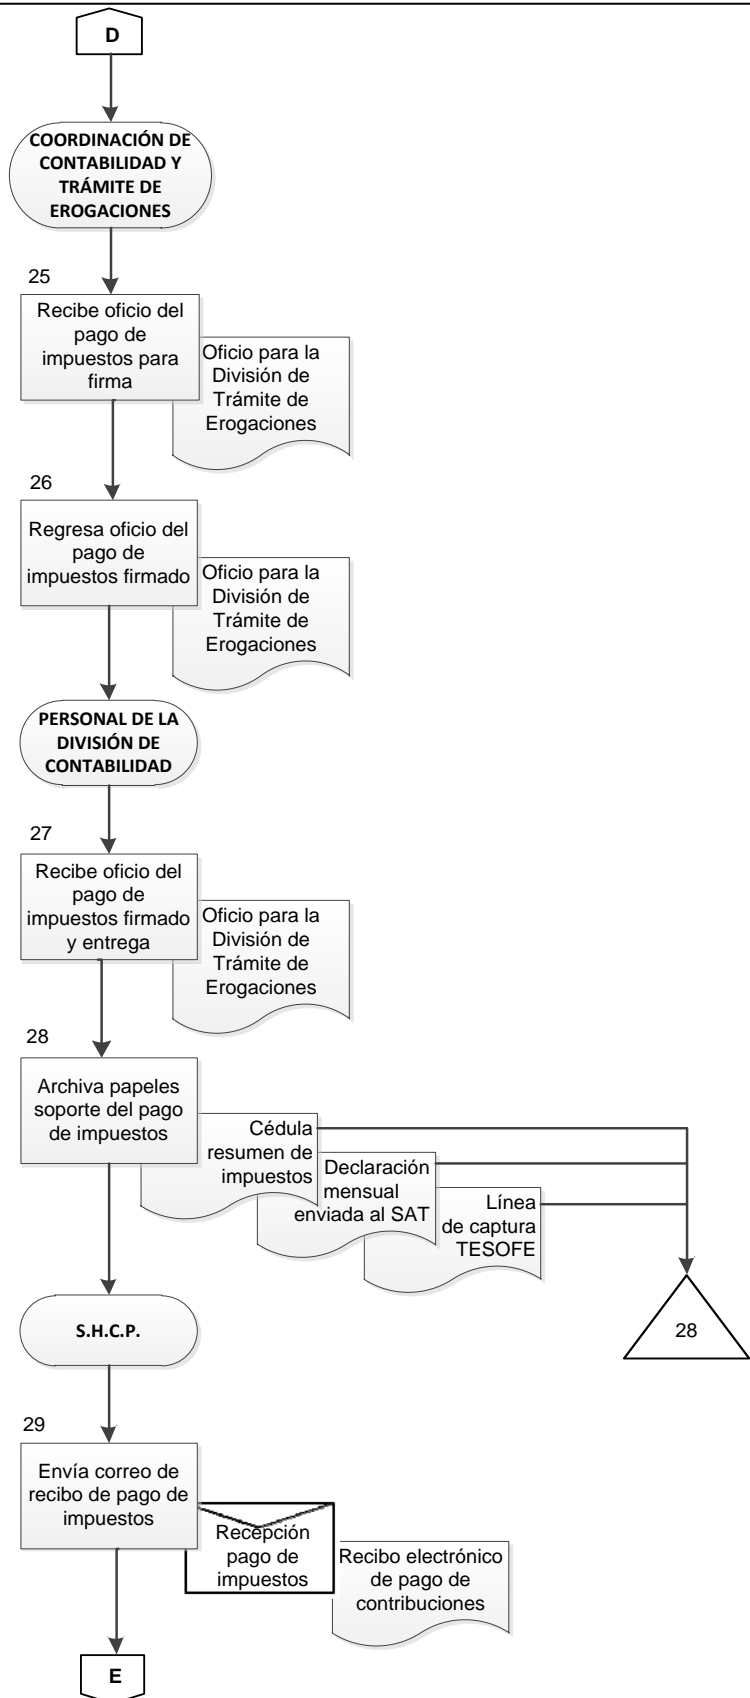 D
COORDINACIÓN DE
CONTABILIDAD Y
TRÁMITE DE
EROGACIONES
25
Recibe oficio del
pago de
impuestos para
firma
Oficio para la
División de
Trámite de
Erogaciones
26
Regresa oficio del
pago de
impuestos firmado
Oficio para la
División de
Trámite de
Erogaciones
PERSONAL DE LA
DIVISIÓN DE
CONTABILIDAD
27
Recibe oficio del
pago de
impuestos firmado
y entrega
Oficio para la
División de
Trámite de
Erogaciones
28
Archiva papeles
soporte del pago
de impuestos
Cédula
resumen de
impuestos
Declaración
mensual
enviada al SAT
Línea
de captura
TESOFE
28
S.H.C.P.
29
Envía correo de
recibo de pago de
impuestos
Recepción
pago de
impuestos
Recibo electrónico
de pago de
contribuciones
E